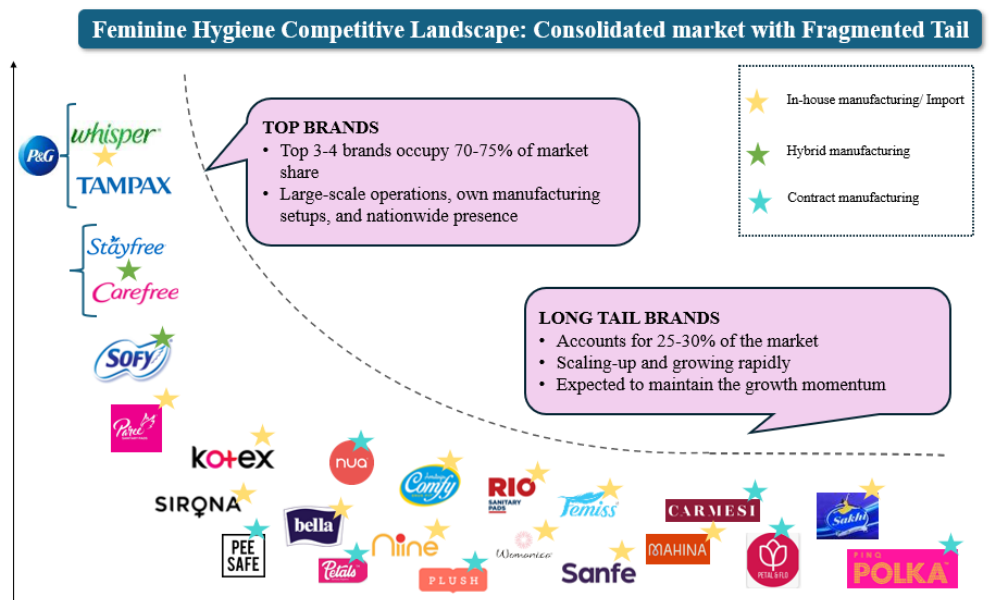 Feminine Hygiene Competitive Landscape: Consolidated market with Fragmented Tail
In-house manufacturing/ Import
Hybrid manufacturing
Contract manufacturing
TOP BRANDS
• Top 3-4 brands occupy 70-75% of market
share
• Large-scale operations, own manufacturing
setups, and nationwide presence
P&G
whisper
TAMPAX
Stayfree
Carefree
SOFY
LONG TAIL BRANDS
• Accounts for 25-30% of the market
• Scaling-up and growing rapidly
• Expected to maintain the growth momentum
Paree
kotex
nua
Comfy
RIO
SANITARY
PADS
Femiss
CARMESI
Sakhi
SIRONA
bella
PEE
SAFE
Petals
niine
PLUSH
Womanica
Sanfe
MAHINA
PETAL & FLO
PINQ
POLKA